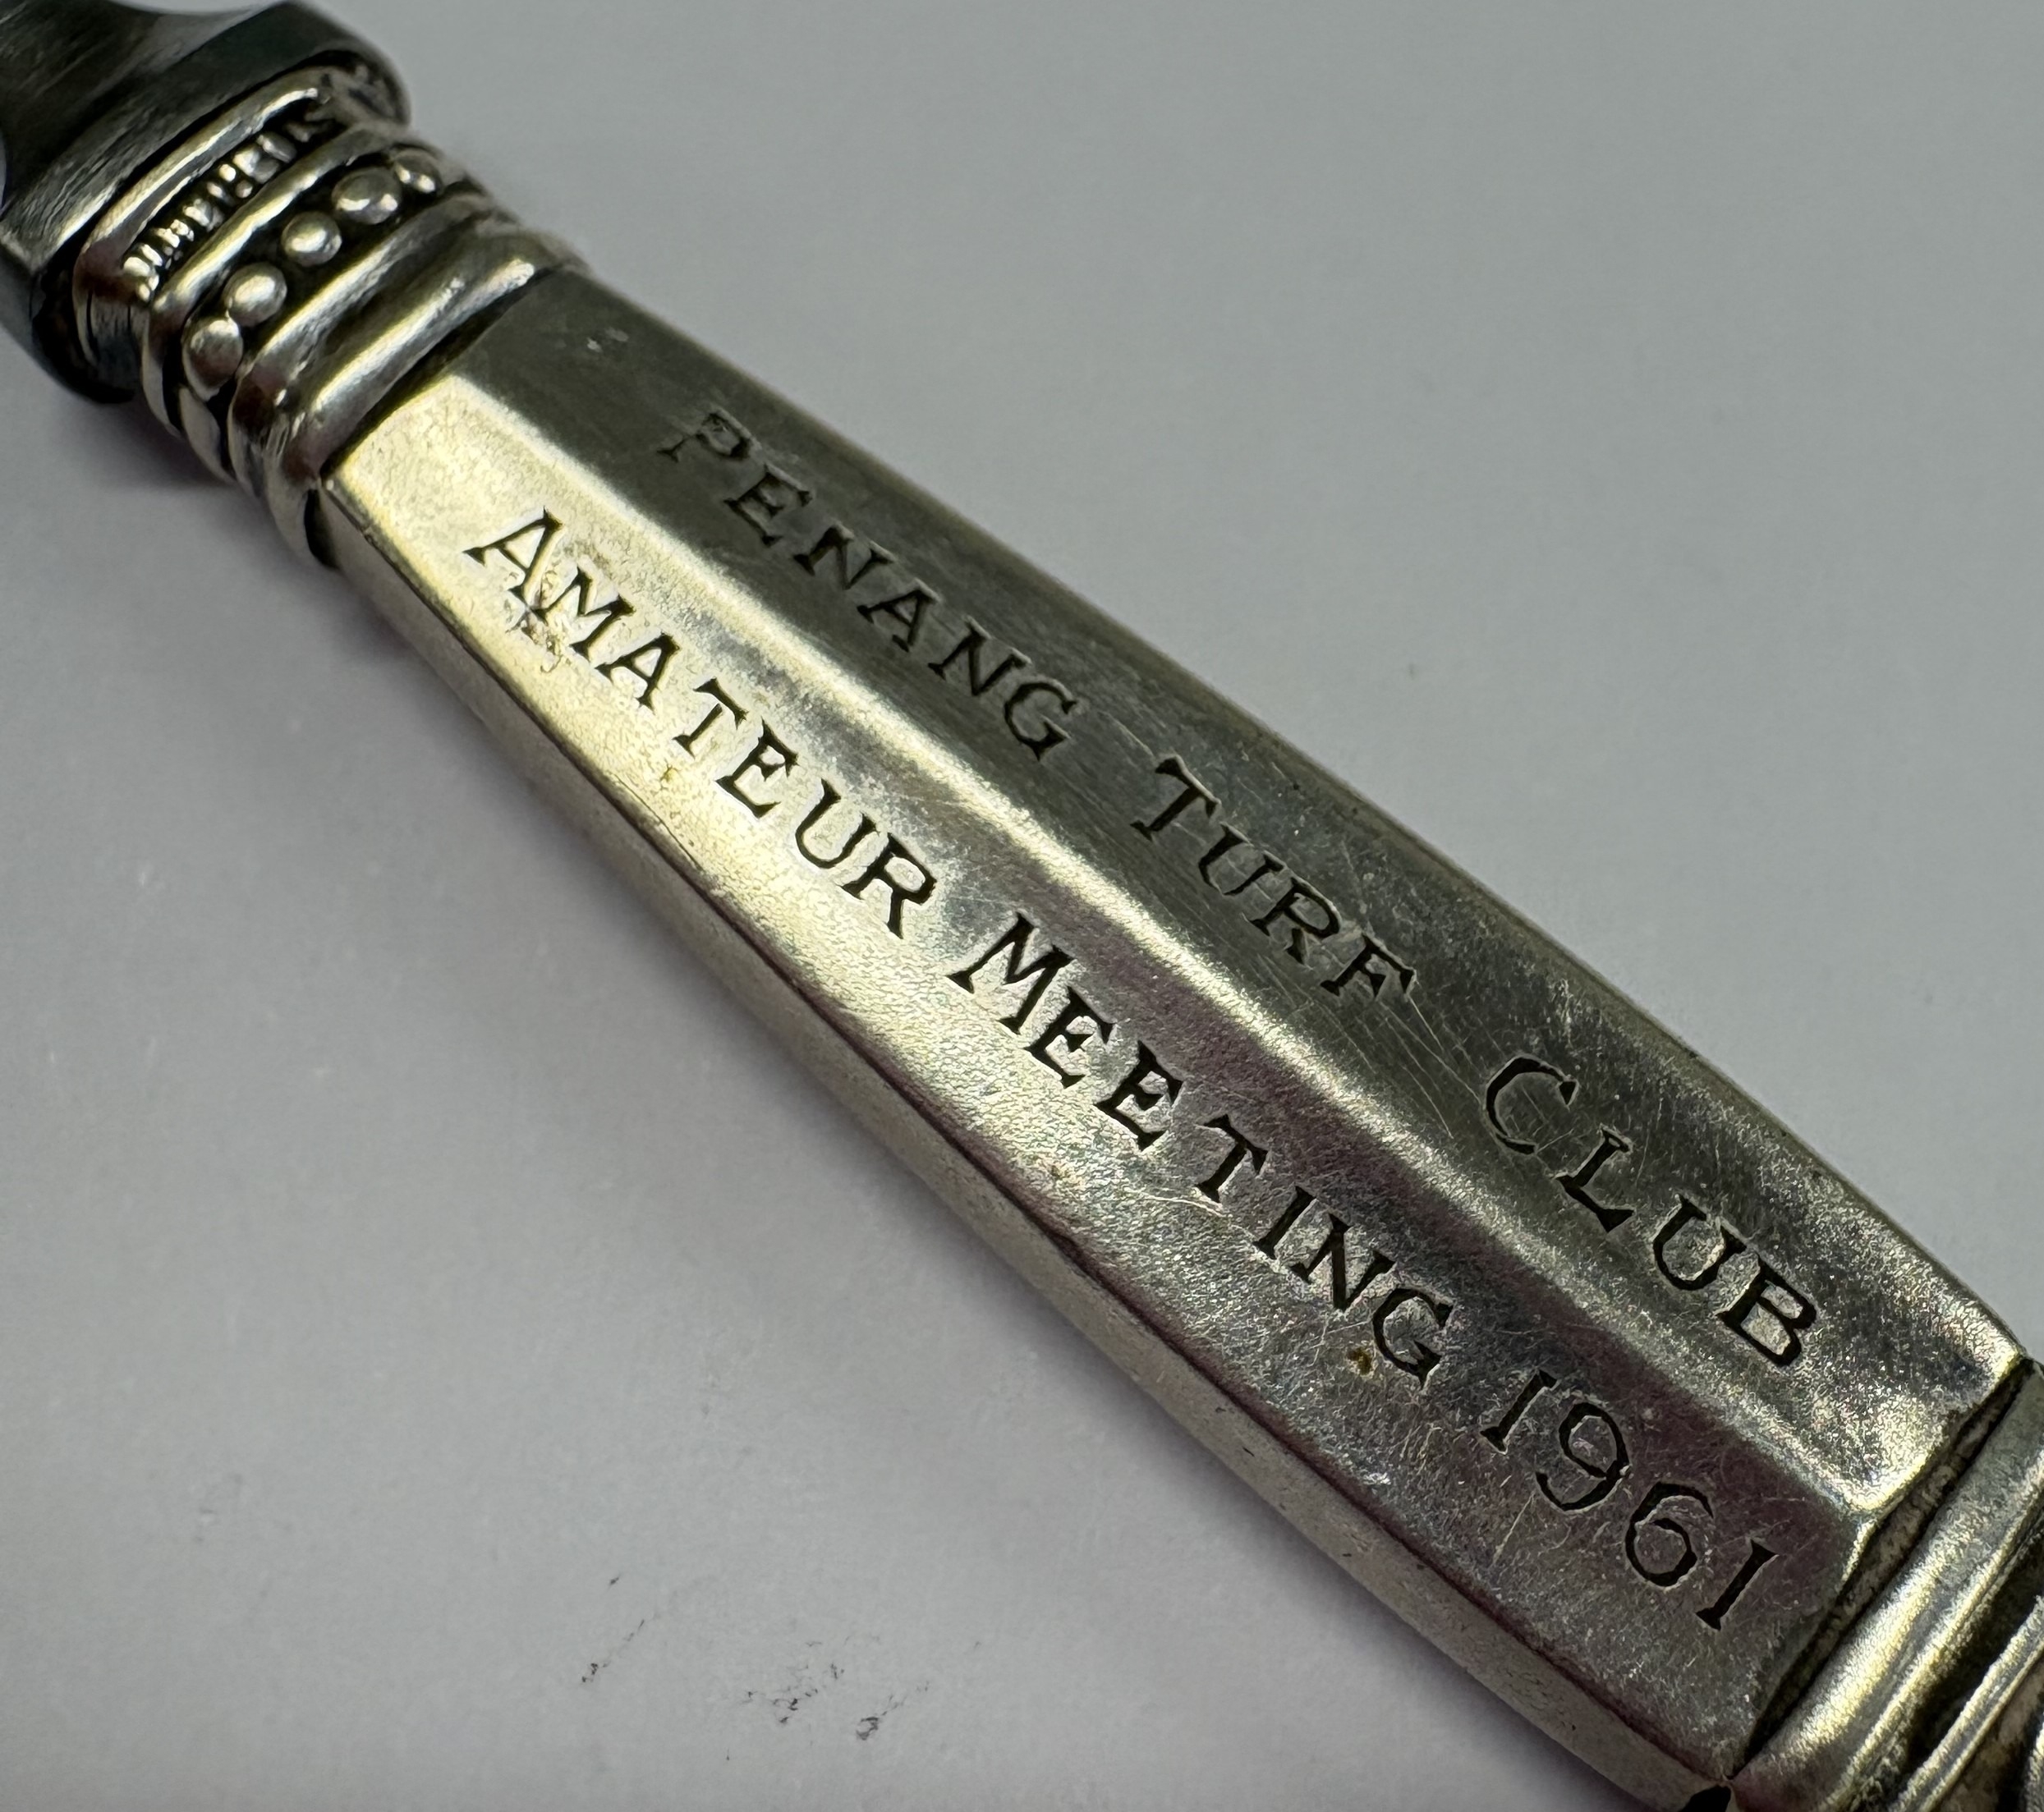 PENANG TURF CLUB
AMATEUR MEETING 1961